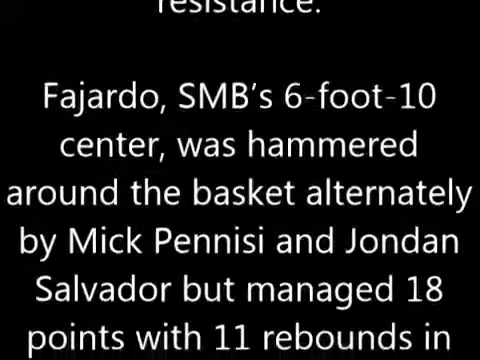 resistance.
Fajardo, SMB’s 6-foot-10
center, was hammered
around the basket alternately
by Mick Pennisi and Jondan
Salvador but managed 18
points with 11 rebounds in